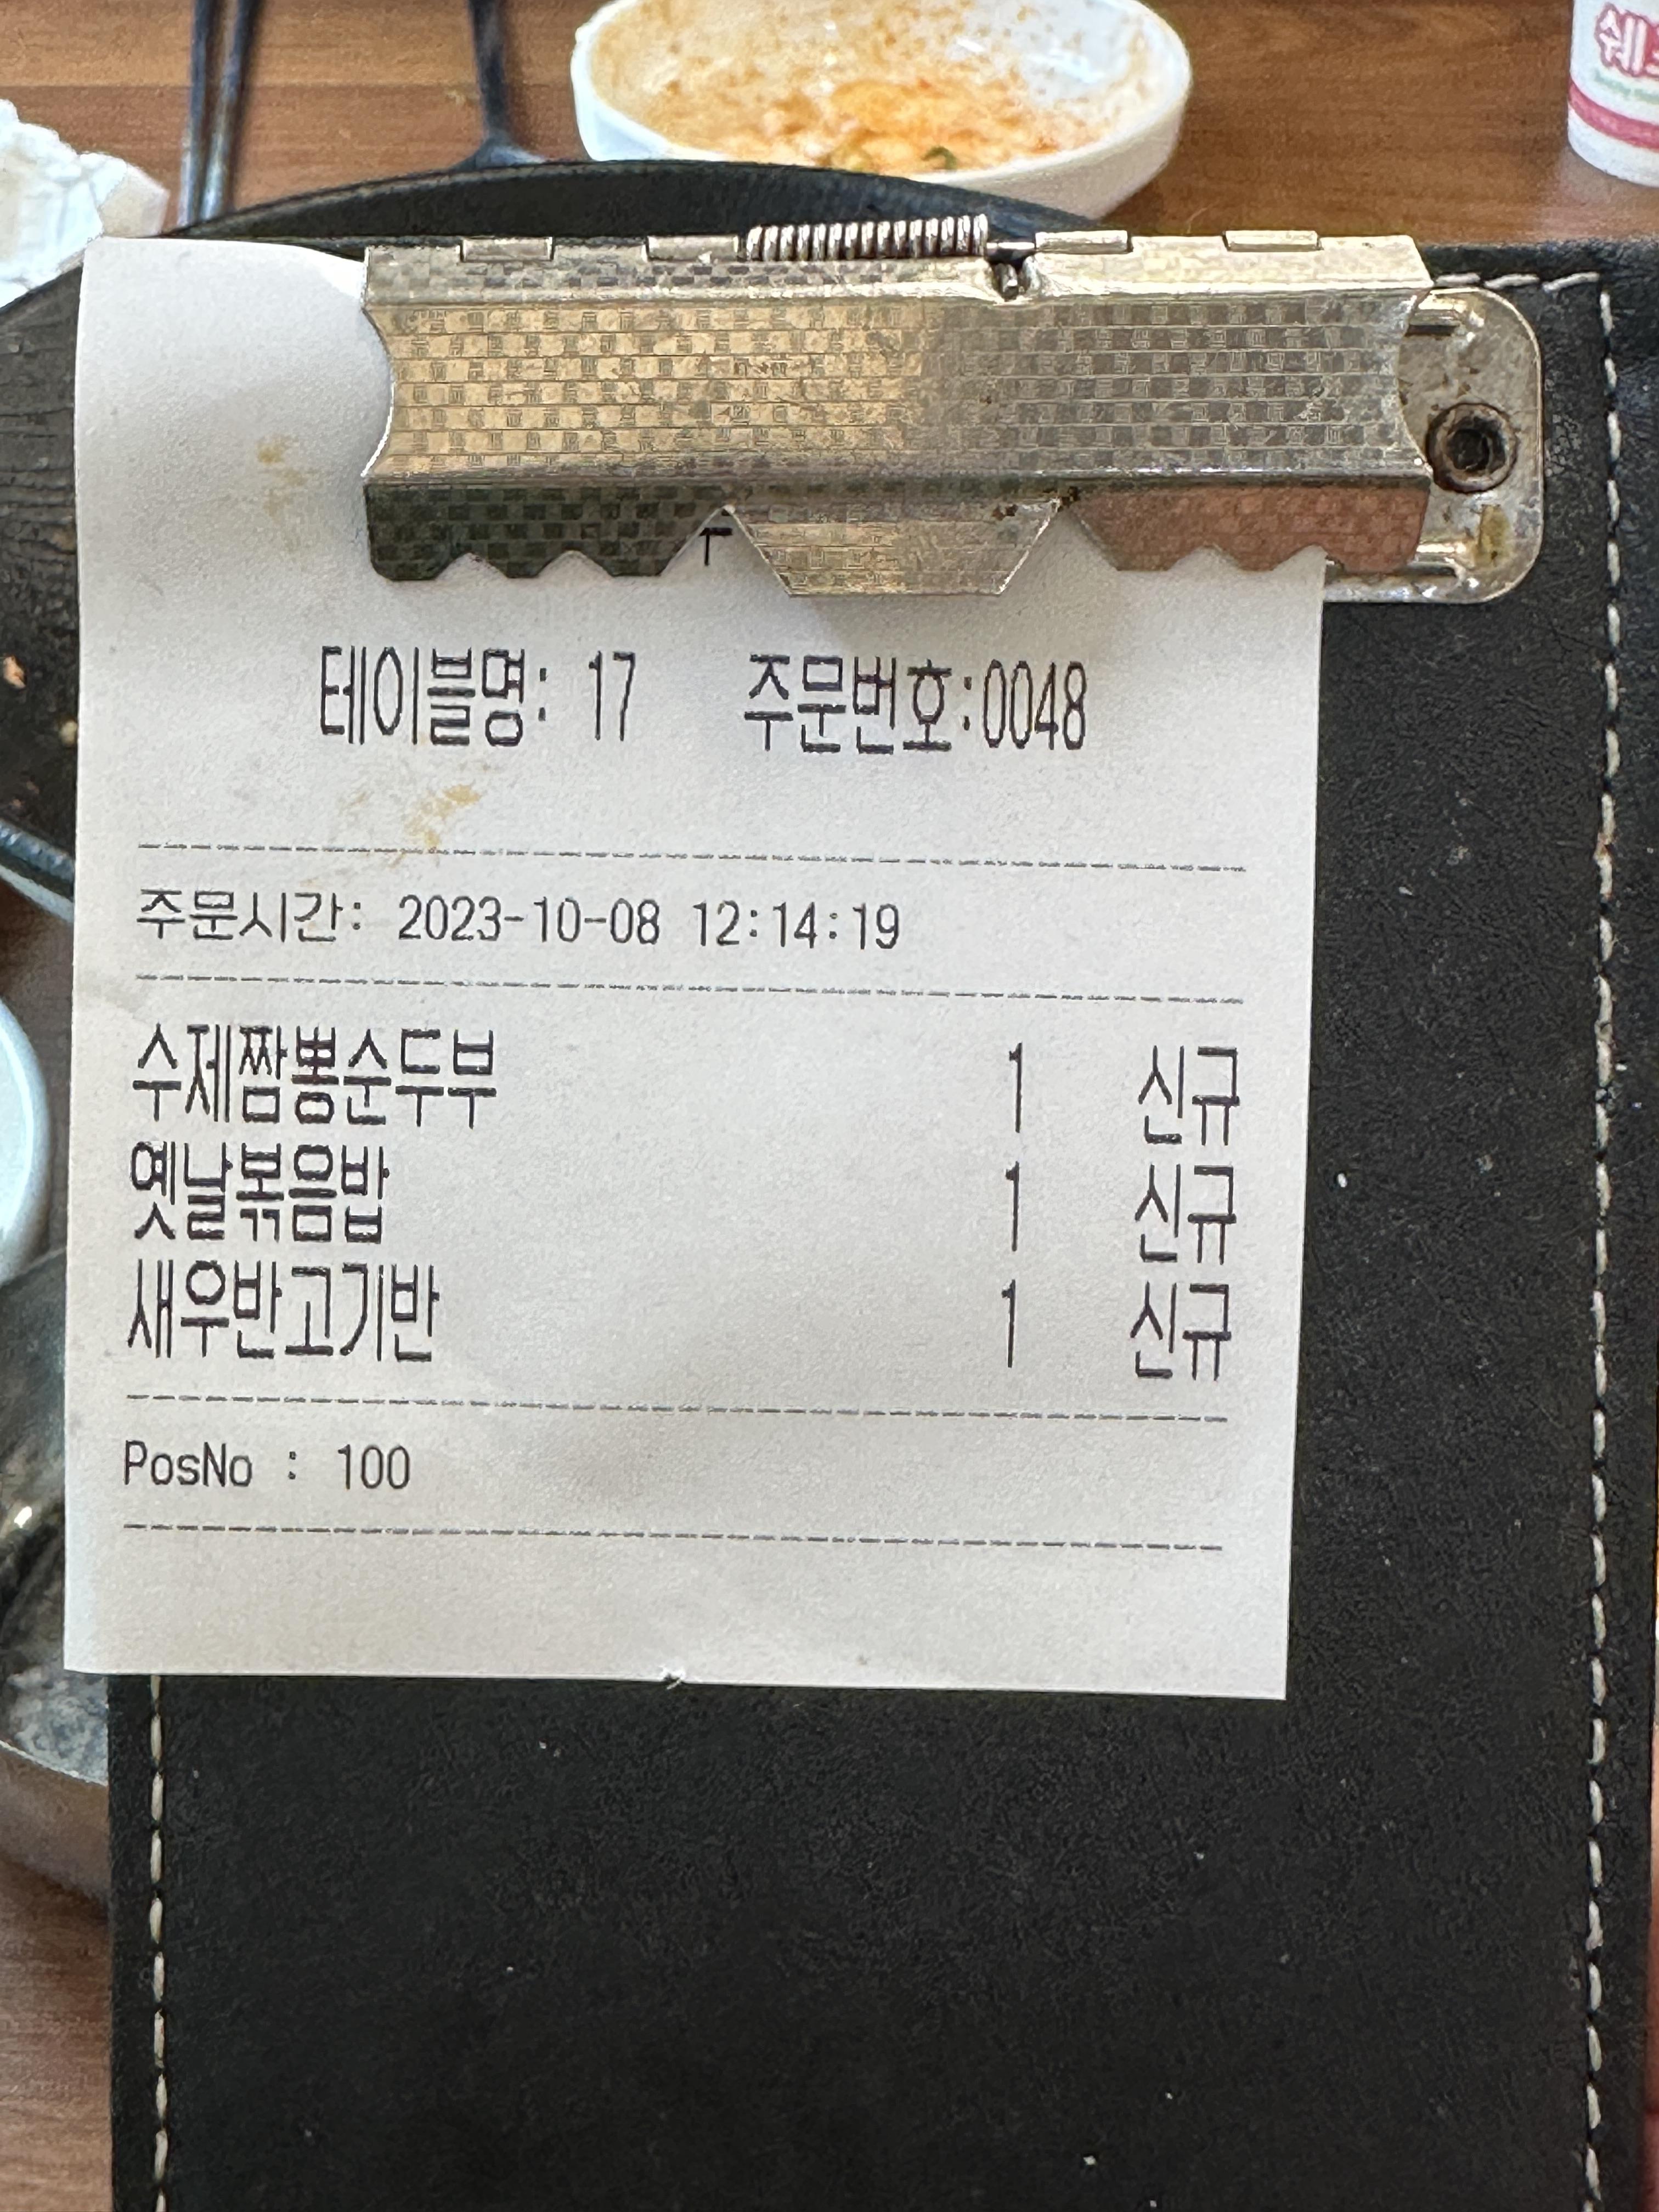 테이블명: 17 주문번호:0048
주문시간: 2023-10-08 12:14:19
수제짬뽕순두부 1 신규
옛날볶음밥 1 신규
새우반고기반 1 신규
PosNo : 100